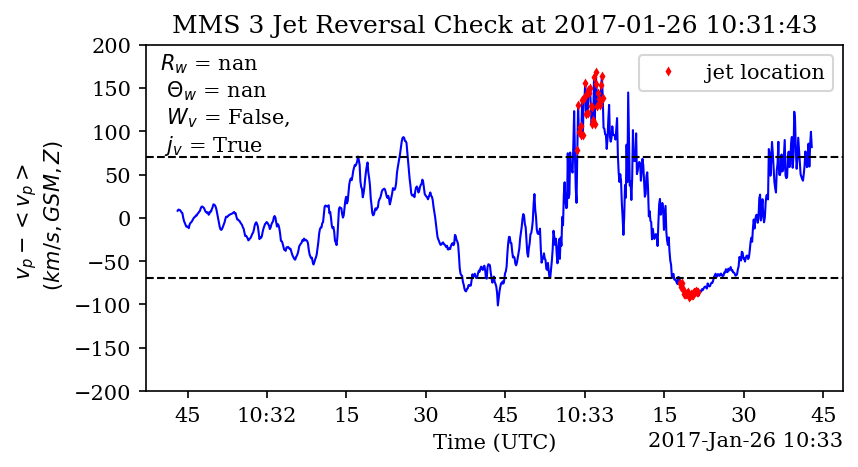 MMS 3 Jet Reversal Check at 2017-01-26 10:31:43
v_p - < v_p >
(km/s, GSM, Z)
200
150
100
50
0
−50
−100
−150
−200
R_w = nan
Θ_w = nan
W_v = False,
j_v = True
jet location
45 10:32 15 30 45 10:33 15 30 45
Time (UTC)
2017-Jan-26 10:33